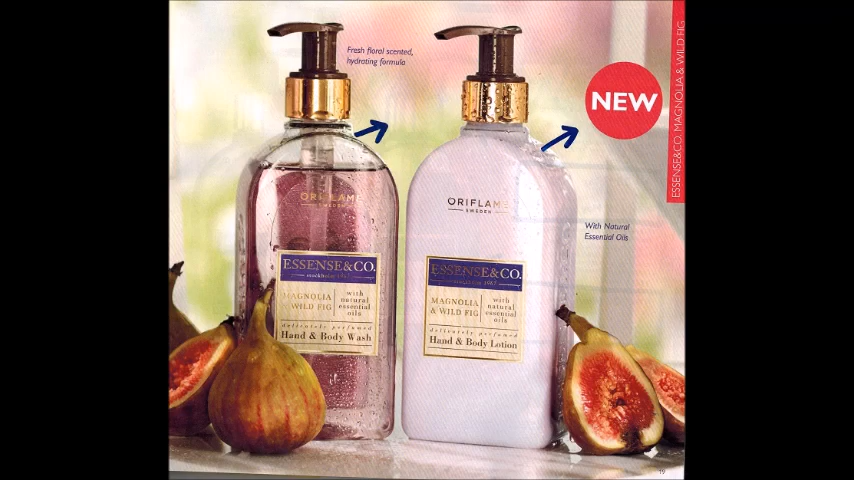 Fresh floral scented,
hydrating formula
NEW
ESSENSE&CO. MAGNOLIA & WILD FIG
ORIFLAME
SWEDEN
ESSENSE&CO.
MAGNOLIA
& WILD FIG
with
natural
essential
oils
delicately perfumed
Hand & Body Wash
ORIFLAME
SWEDEN
ESSENSE&CO.
MAGNOLIA
& WILD FIG
with
natural
essential
oils
delicately perfumed
Hand & Body Lotion
With Natural
Essential Oils
19